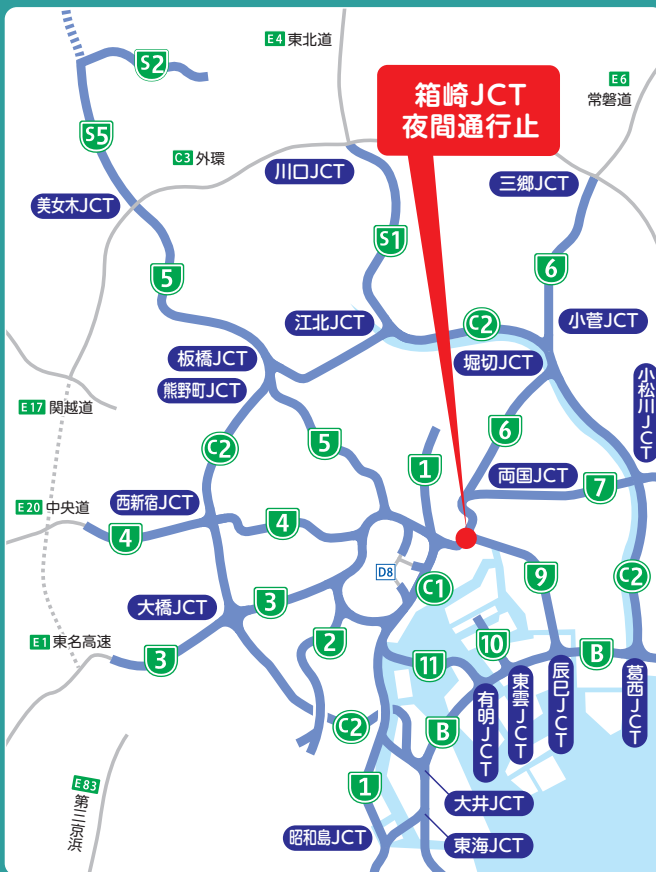 E4 東北道
S2
箱崎JCT
夜間通行止
E6
常磐道
S5
C3 外環
川口JCT
三郷JCT
美女木JCT
S1
5
6
江北JCT
C2
小菅JCT
板橋JCT
堀切JCT
熊野町JCT
小松川JCT
E17 関越道
C2
5
6
1
両国JCT
7
E20 中央道
西新宿JCT
4
4
D8
C1
9
C2
大橋JCT
3
E1 東名高速
3
2
11
10
B
有明JCT
東雲JCT
辰巳JCT
葛西JCT
C2
B
E83
第三京浜
1
大井JCT
昭和島JCT
東海JCT